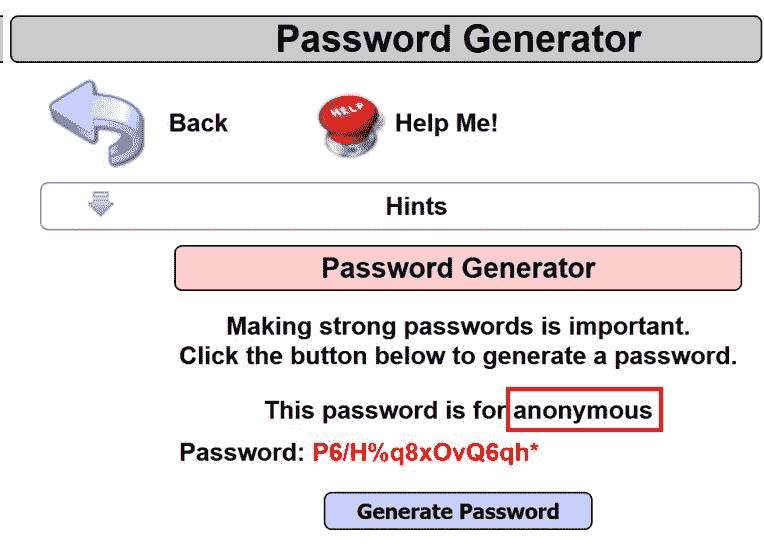 Password Generator
Back
HELP
Help Me!
Hints
Password Generator
Making strong passwords is important.
Click the button below to generate a password.
This password is for anonymous
Password: P6/H%q8xOvQ6qh*
Generate Password